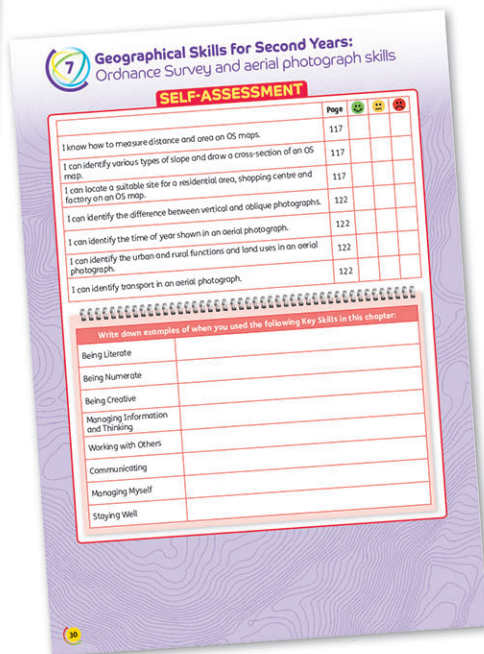 7
Geographical Skills for Second Years:
Ordnance Survey and aerial photograph skills
SELF-ASSESSMENT
Page
I know how to measure distance and area on OS maps. 117
I can identify various types of slope and draw a cross-section of an OS
map. 117
I can locate a suitable site for a residential area, shopping centre and
factory on an OS map. 117
I can identify the difference between vertical and oblique photographs. 122
I can identify the time of year shown in an aerial photograph. 122
I can identify the urban and rural functions and land uses in an aerial
photograph. 122
I can identify transport in an aerial photograph. 122
Write down examples of when you used the following Key Skills in this chapter:
Being Literate
Being Numerate
Being Creative
Managing Information
and Thinking
Working with Others
Communicating
Managing Myself
Staying Well
30